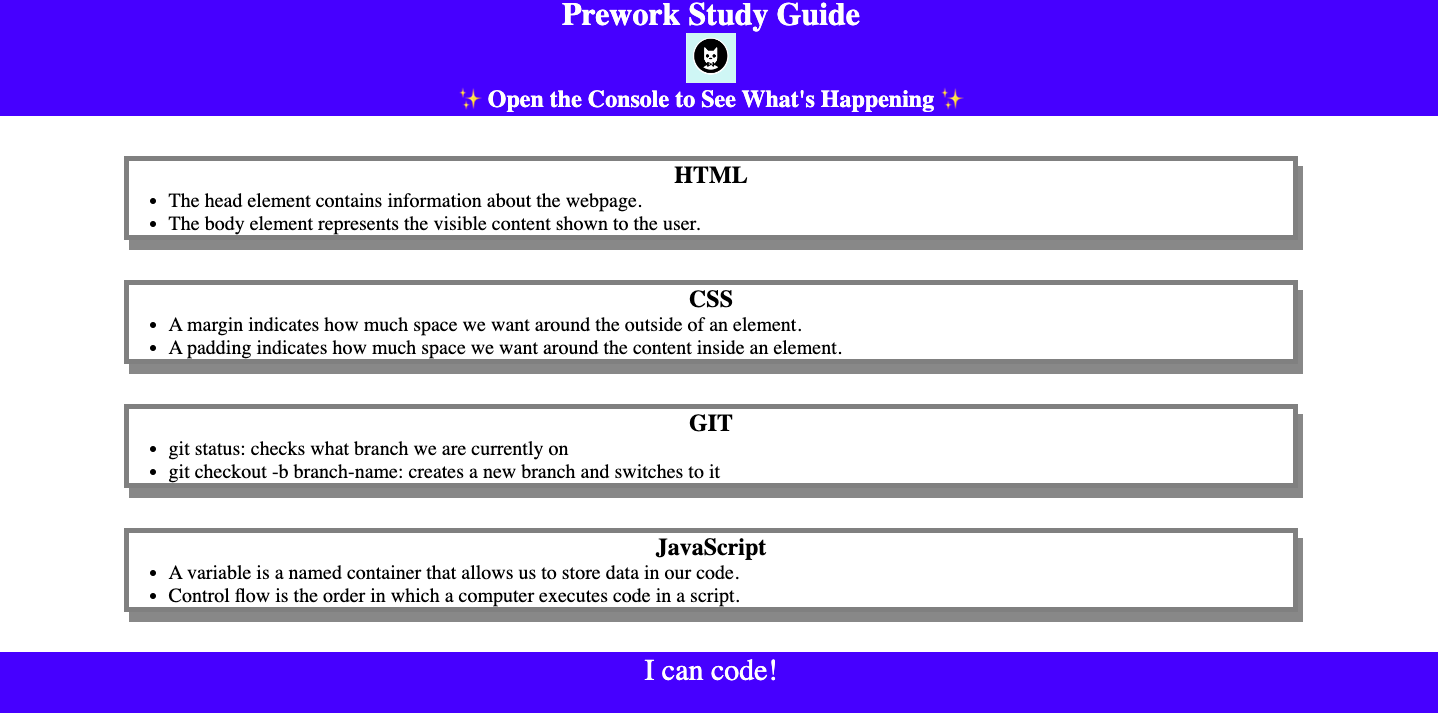 Prework Study Guide
✨ Open the Console to See What's Happening ✨
HTML
• The head element contains information about the webpage.
• The body element represents the visible content shown to the user.
CSS
• A margin indicates how much space we want around the outside of an element.
• A padding indicates how much space we want around the content inside an element.
GIT
• git status: checks what branch we are currently on
• git checkout -b branch-name: creates a new branch and switches to it
JavaScript
• A variable is a named container that allows us to store data in our code.
• Control flow is the order in which a computer executes code in a script.
I can code!